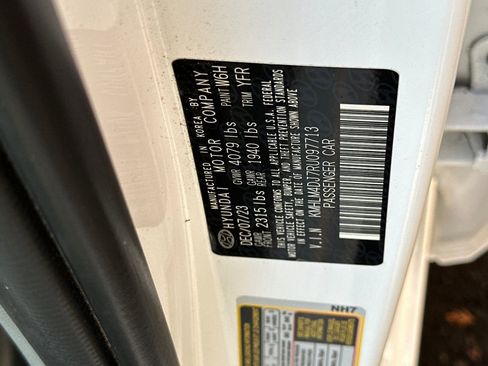 MANUFACTURED IN KOREA BY
HYUNDAI MOTOR COMPANY
DEC/07/23 GVWR 4079 lbs PAINT W6H
GAWR FRONT 2315 lbs GAWR REAR 1940 lbs TRIM YFR
THIS VEHICLE CONFORMS TO ALL APPLICABLE U.S.A. FEDERAL
MOTOR VEHICLE SAFETY, BUMPER, AND THEFT PREVENTION STANDARDS
IN EFFECT ON THE DATE OF MANUFACTURE SHOWN ABOVE.
V.I.N KMHLM4DJ7RU097713
PASSENGER CAR
NH7